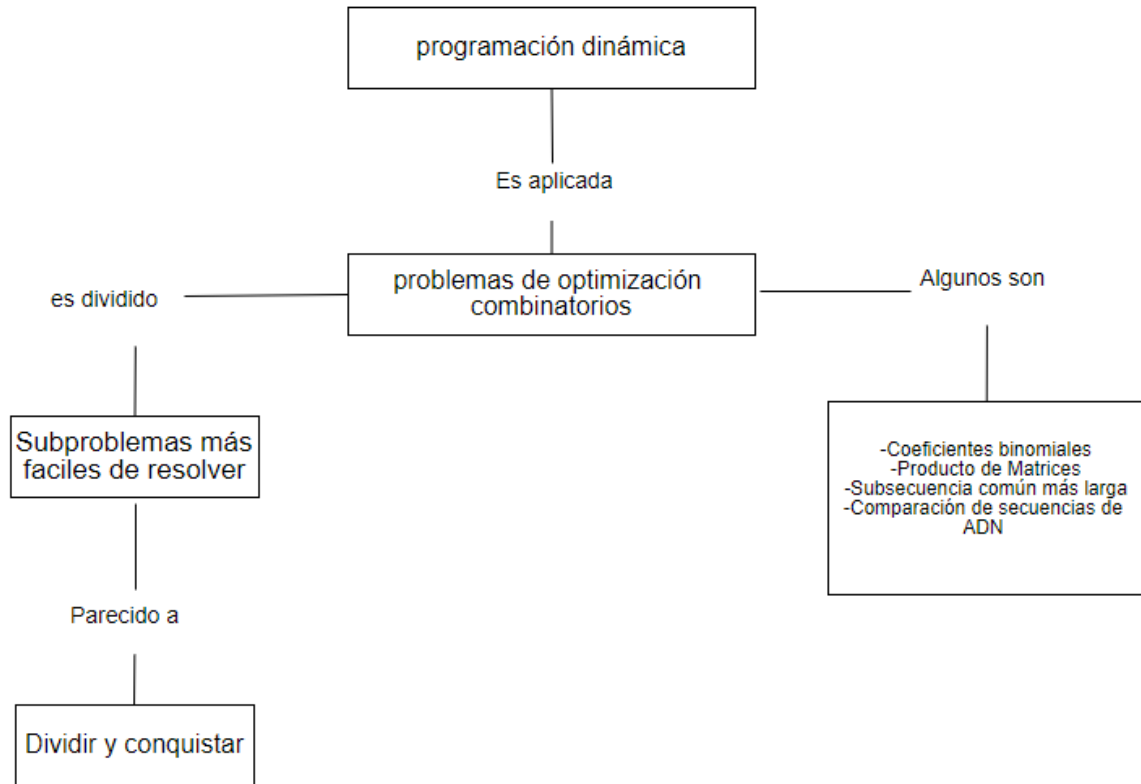 programación dinámica
Es aplicada
problemas de optimización
combinatorios
es dividido
Algunos son
Subproblemas más
faciles de resolver
-Coeficientes binomiales
-Producto de Matrices
-Subsecuencia común más larga
-Comparación de secuencias de
ADN
Parecido a
Dividir y conquistar